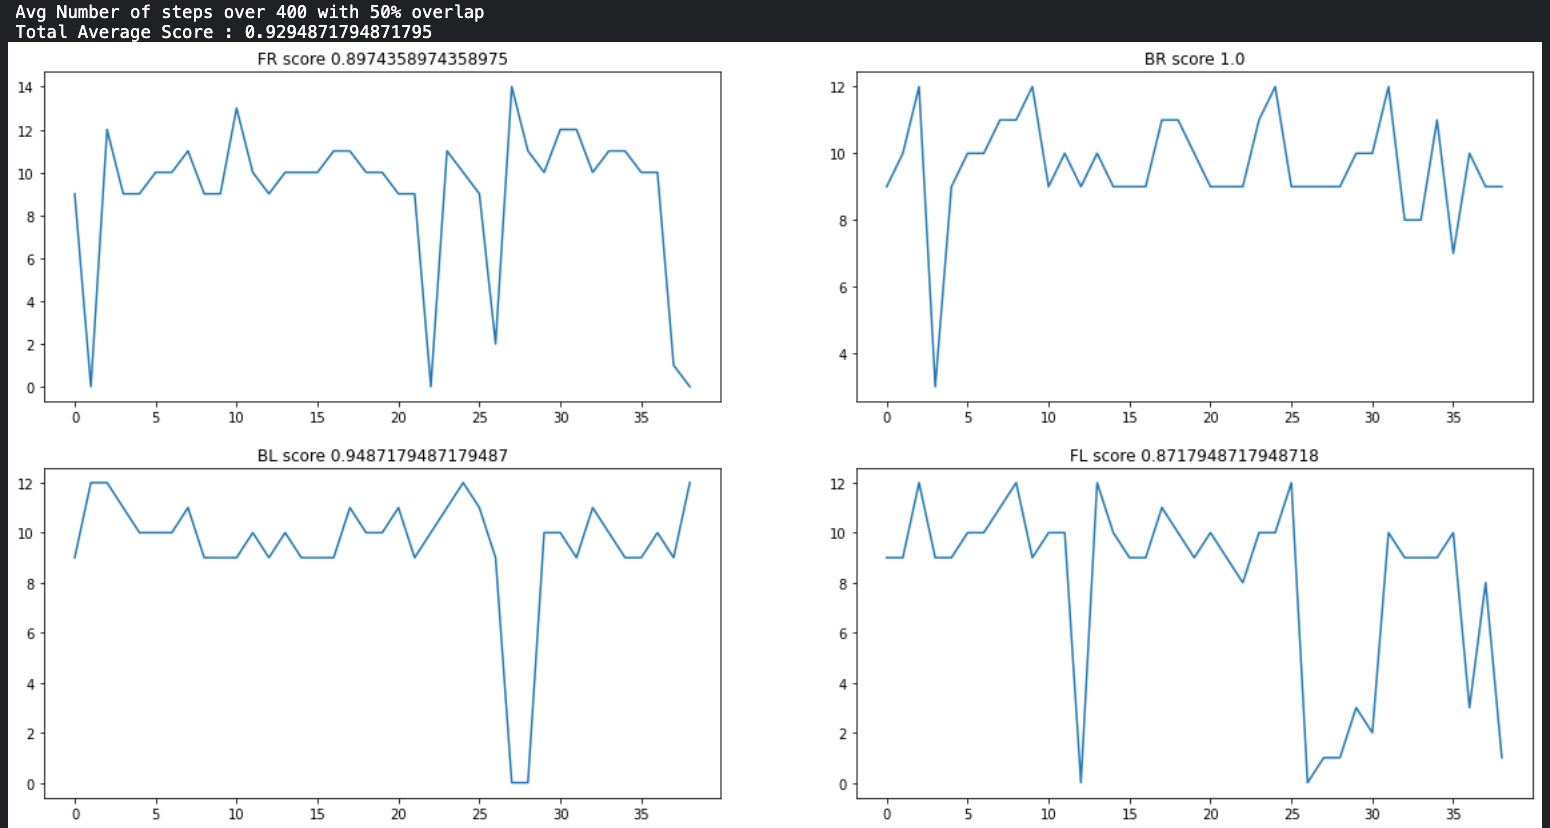 Avg Number of steps over 400 with 50% overlap
Total Average Score : 0.9294871794871795
FR score 0.8974358974358975
14
12
10
8
6
4
2
0
0 5 10 15 20 25 30 35
BR score 1.0
12
10
8
6
4
0 5 10 15 20 25 30 35
BL score 0.9487179487179487
12
10
8
6
4
2
0
0 5 10 15 20 25 30 35
FL score 0.8717948717948718
12
10
8
6
4
2
0
0 5 10 15 20 25 30 35